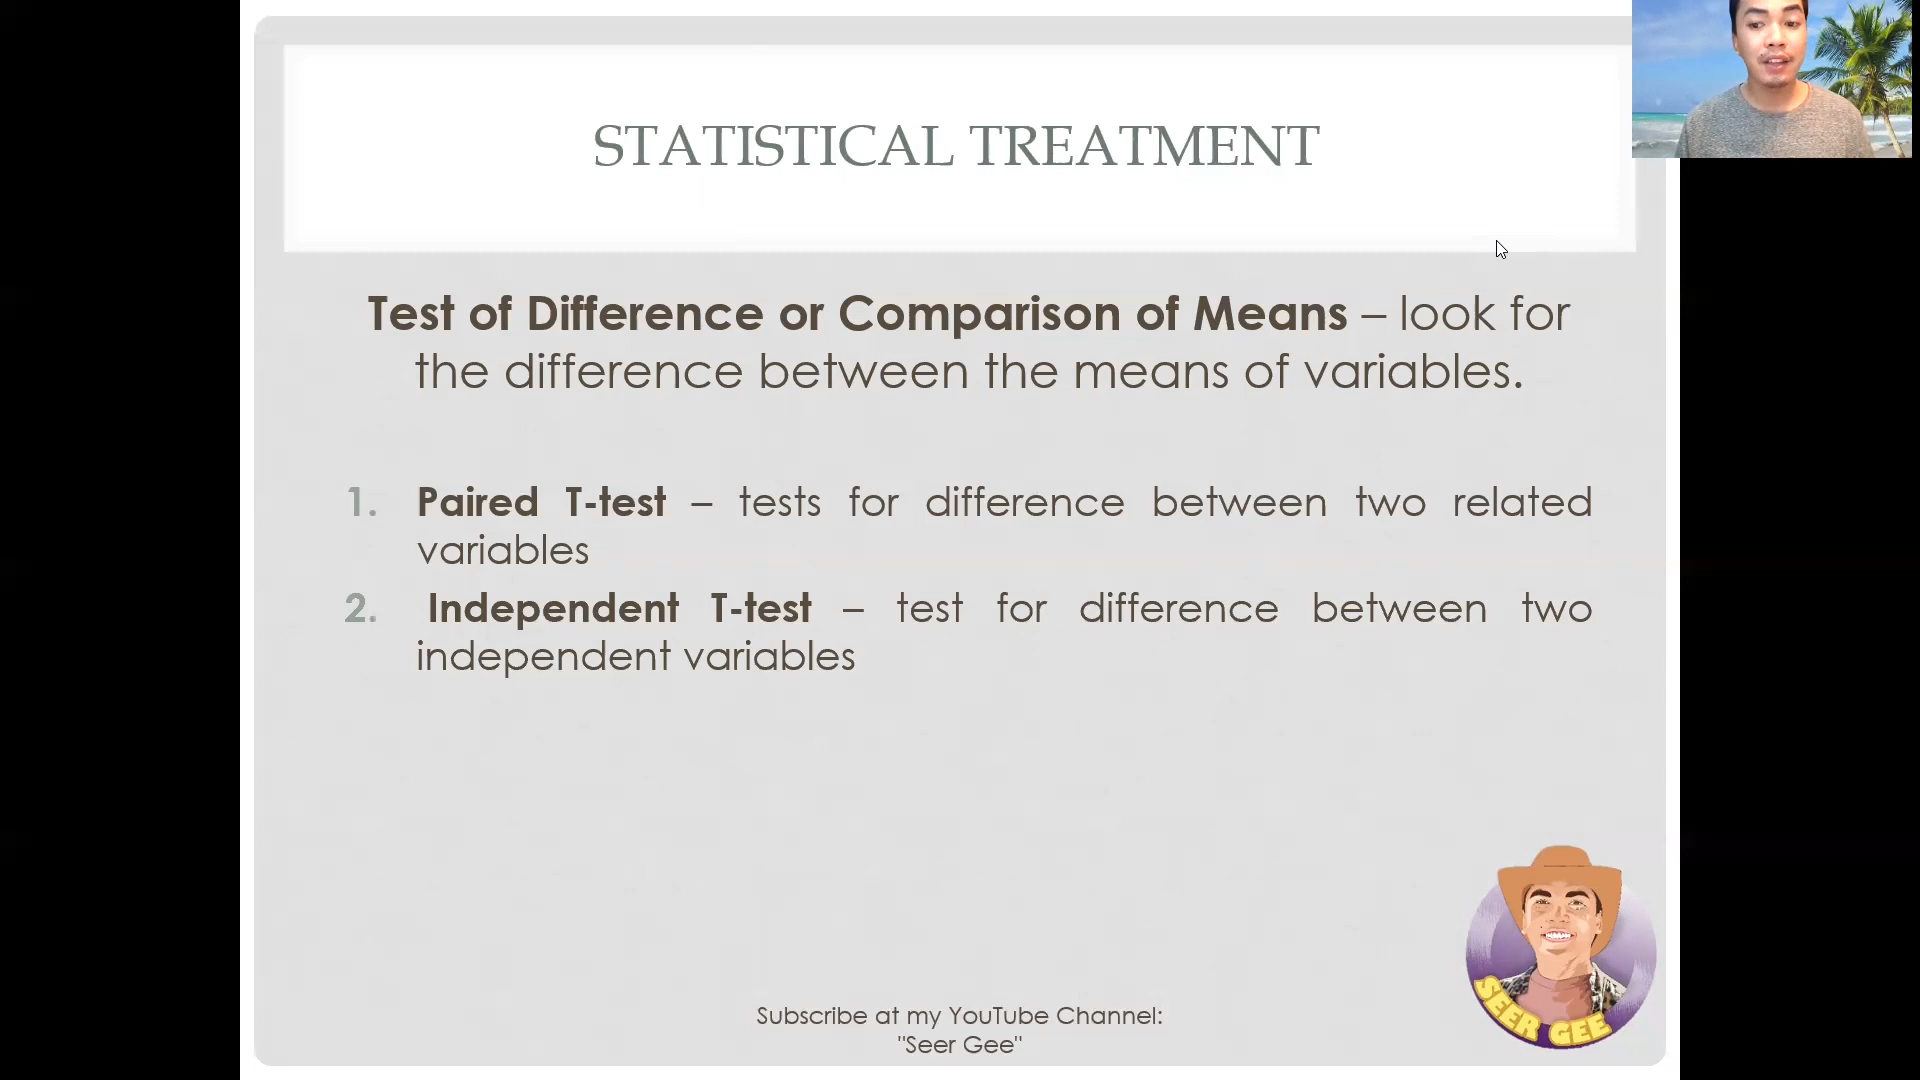 STATISTICAL TREATMENT
Test of Difference or Comparison of Means – look for
the difference between the means of variables.
1. Paired T-test – tests for difference between two related
variables
2. Independent T-test – test for difference between two
independent variables
SEER GEE
Subscribe at my YouTube Channel:
"Seer Gee"